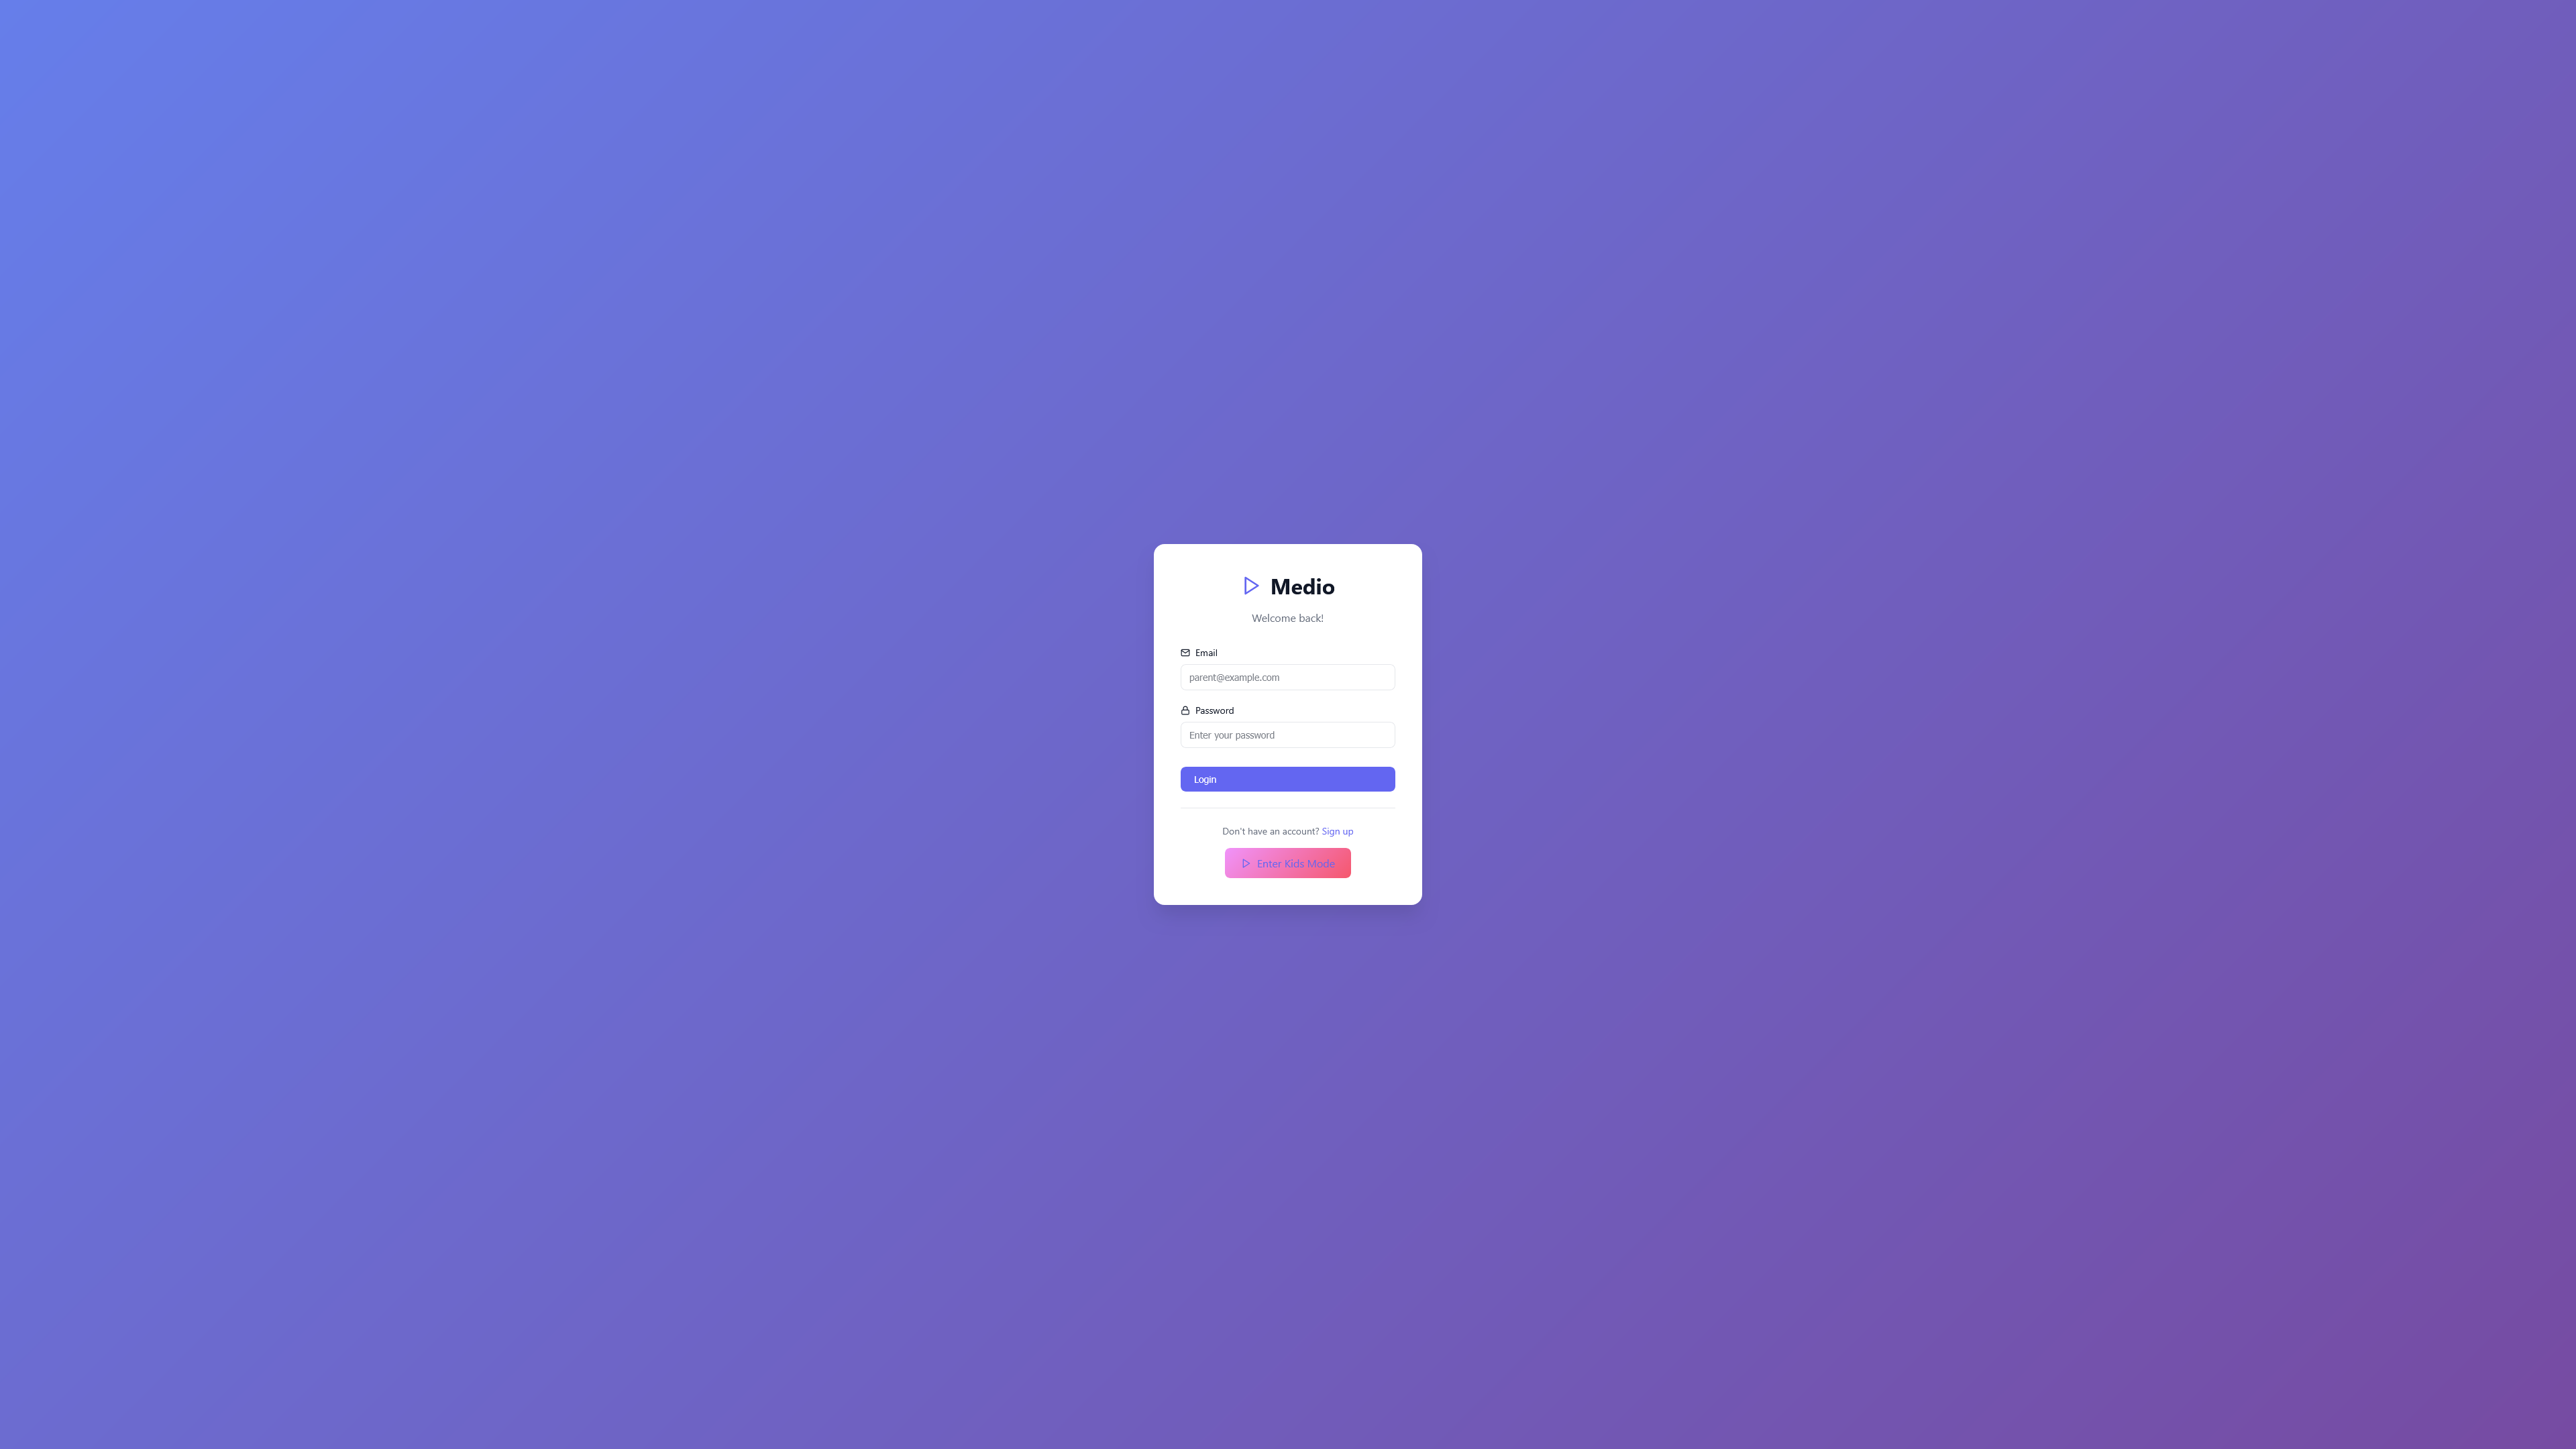 Medio
Welcome back!
Email
parent@example.com
Password
Enter your password
Login
Don't have an account? Sign up
Enter Kids Mode